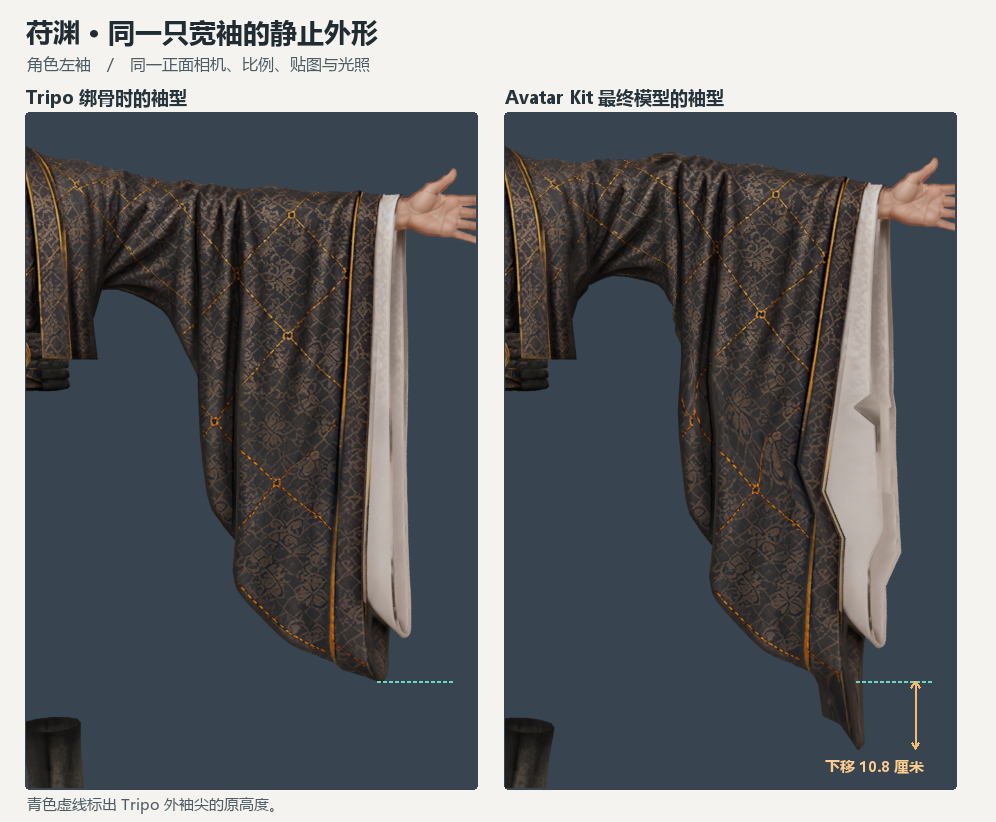 苻渊 • 同一只宽袖的静止外形
角色左袖 / 同一正面相机、比例、贴图与光照
Tripo 绑骨时的袖型
Avatar Kit 最终模型的袖型
下移 10.8 厘米
青色虚线标出 Tripo 外袖尖的原高度。